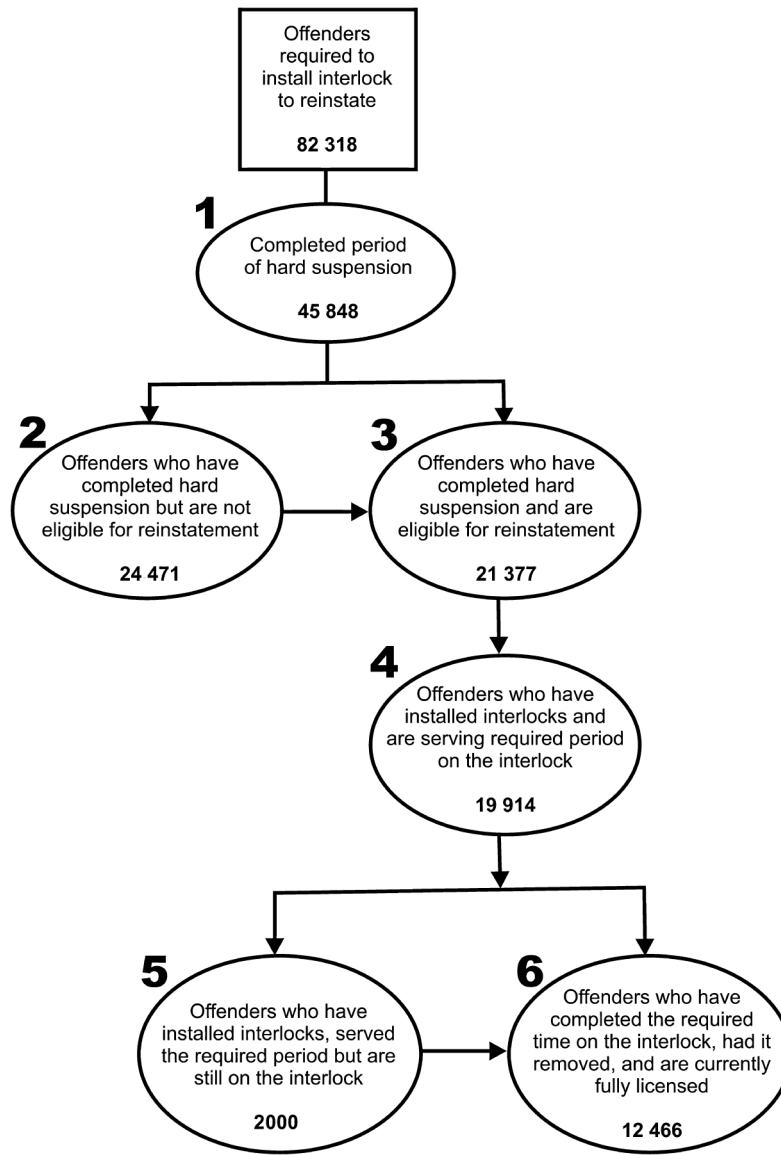 Offenders
required to
install interlock
to reinstate
82 318
1
Completed period
of hard suspension
45 848
2
Offenders who have
completed hard
suspension but are not
eligible for reinstatement
24 471
3
Offenders who have
completed hard
suspension and are
eligible for reinstatement
21 377
4
Offenders who have
installed interlocks and
are serving required period
on the interlock
19 914
5
Offenders who have
installed interlocks, served
the required period but are
still on the interlock
2000
6
Offenders who have
completed the required
time on the interlock, had it
removed, and are currently
fully licensed
12 466